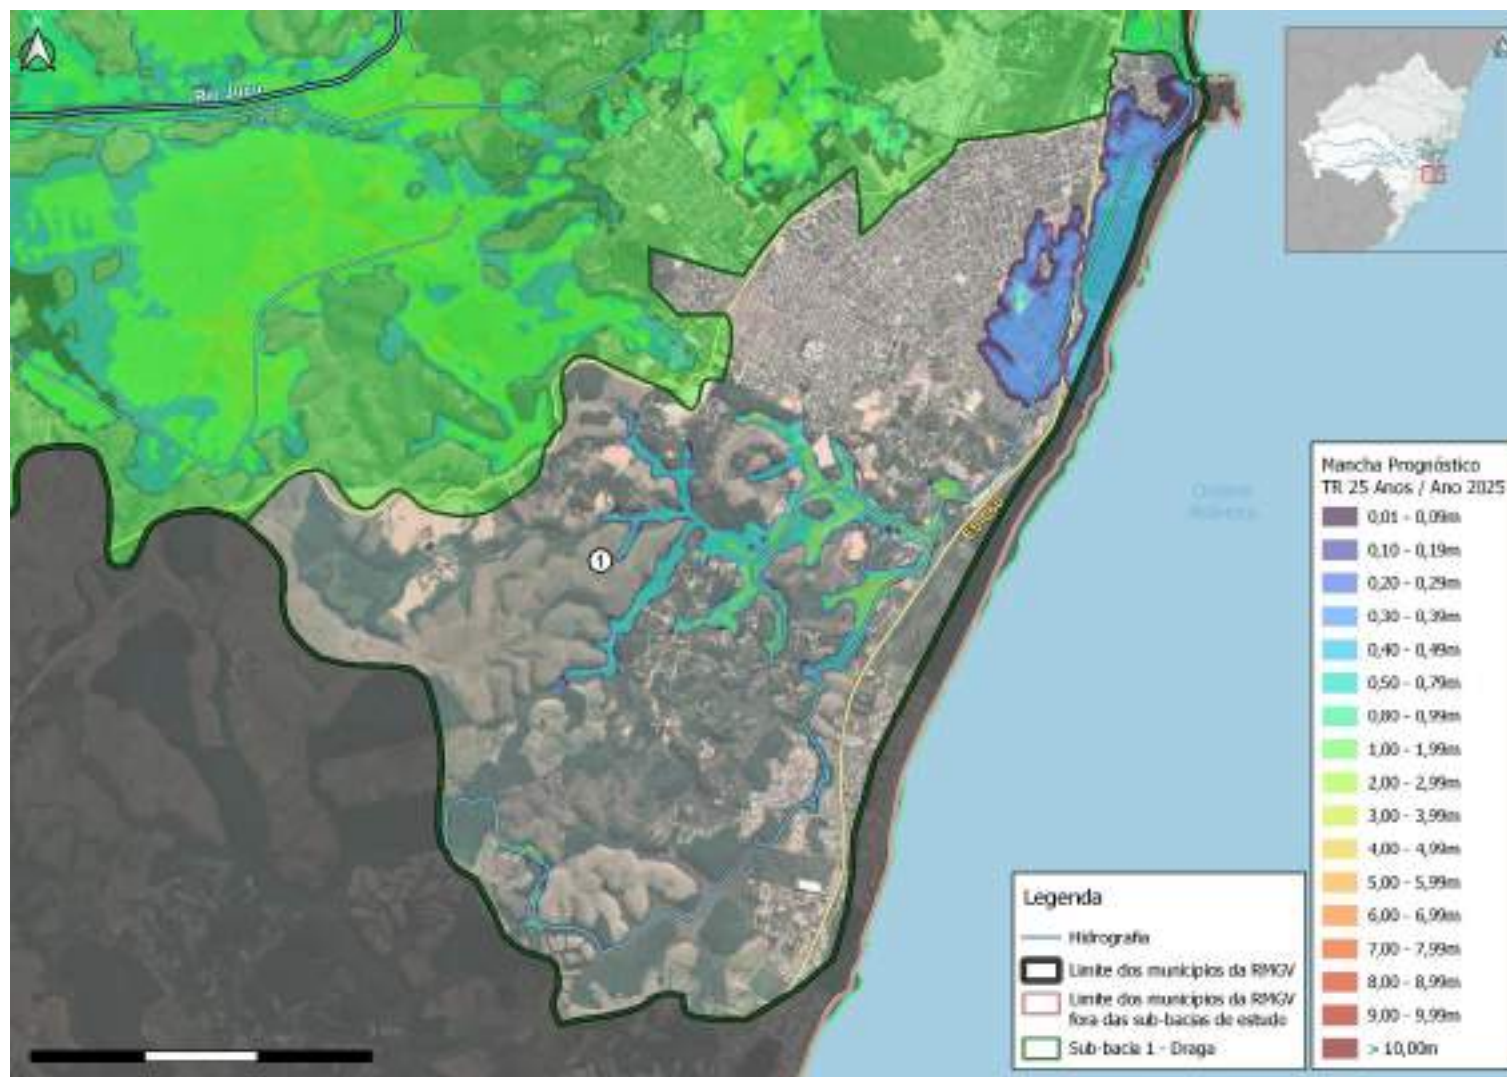 Rio Jucu
1
ES-060
Mancha Prognóstico
TR 25 Anos / Ano 2025
0,01 - 0,09m
0,10 - 0,19m
0,20 - 0,29m
0,30 - 0,39m
0,40 - 0,49m
0,50 - 0,79m
0,80 - 0,99m
1,00 - 1,99m
2,00 - 2,99m
3,00 - 3,99m
4,00 - 4,99m
5,00 - 5,99m
6,00 - 6,99m
7,00 - 7,99m
8,00 - 8,99m
9,00 - 9,99m
> 10,00m
Legenda
Hidrografia
Limite dos municípios da RMGV
Limite dos municípios da RMGV
fora das sub-bacias de estudo
Sub-bacia 1 - Draga